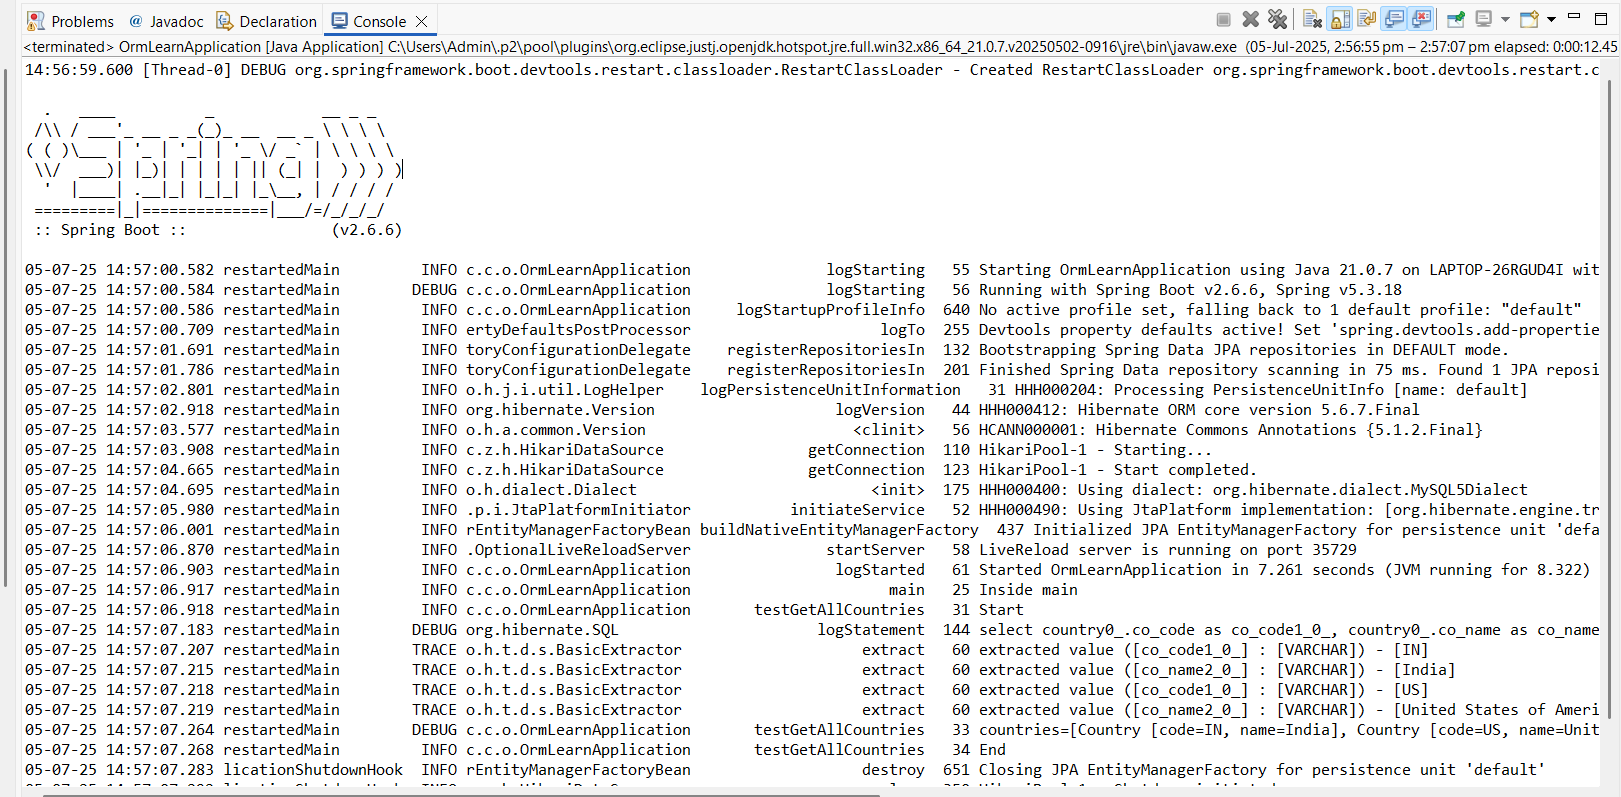 Problems @ Javadoc Declaration Console
<terminated> OrmLearnApplication [Java Application] C:\Users\Admin\.p2\pool\plugins\org.eclipse.justj.openjdk.hotspot.jre.full.win32.x86_64_21.0.7.v20250502-0916\jre\bin\javaw.exe (05-Jul-2025, 2:56:55 pm – 2:57:07 pm elapsed: 0:00:12.45
14:56:59.600 [Thread-0] DEBUG org.springframework.boot.devtools.restart.classloader.RestartClassLoader - Created RestartClassLoader org.springframework.boot.devtools.restart.c
  .   ____          _            __ _ _
 /\\ / ___'_ __ _ _(_)_ __  __ _ \ \ \ \
( ( )\___ | '_ | '_| | '_ \/ _` | \ \ \ \
 \\/  ___)| |_)| | | | | || (_| |  ) ) ) )
  '  |____| .__|_| |_|_| |_\__, | / / / /
 =========|_|==============|___/=/_/_/_/
 :: Spring Boot ::                (v2.6.6)
05-07-25 14:57:00.582 restartedMain INFO c.c.o.OrmLearnApplication logStarting 55 Starting OrmLearnApplication using Java 21.0.7 on LAPTOP-26RGUD4I wit
05-07-25 14:57:00.584 restartedMain DEBUG c.c.o.OrmLearnApplication logStarting 56 Running with Spring Boot v2.6.6, Spring v5.3.18
05-07-25 14:57:00.586 restartedMain INFO c.c.o.OrmLearnApplication logStartupProfileInfo 640 No active profile set, falling back to 1 default profile: "default"
05-07-25 14:57:00.709 restartedMain INFO ertyDefaultsPostProcessor logTo 255 Devtools property defaults active! Set 'spring.devtools.add-propertie
05-07-25 14:57:01.691 restartedMain INFO toryConfigurationDelegate registerRepositoriesIn 132 Bootstrapping Spring Data JPA repositories in DEFAULT mode.
05-07-25 14:57:01.786 restartedMain INFO toryConfigurationDelegate registerRepositoriesIn 201 Finished Spring Data repository scanning in 75 ms. Found 1 JPA reposi
05-07-25 14:57:02.801 restartedMain INFO o.h.j.i.util.LogHelper logPersistenceUnitInformation 31 HHH000204: Processing PersistenceUnitInfo [name: default]
05-07-25 14:57:02.918 restartedMain INFO org.hibernate.Version logVersion 44 HHH000412: Hibernate ORM core version 5.6.7.Final
05-07-25 14:57:03.577 restartedMain INFO o.h.a.common.Version <clinit> 56 HCANN000001: Hibernate Commons Annotations {5.1.2.Final}
05-07-25 14:57:03.908 restartedMain INFO c.z.h.HikariDataSource getConnection 110 HikariPool-1 - Starting...
05-07-25 14:57:04.665 restartedMain INFO c.z.h.HikariDataSource getConnection 123 HikariPool-1 - Start completed.
05-07-25 14:57:04.695 restartedMain INFO o.h.dialect.Dialect <init> 175 HHH000400: Using dialect: org.hibernate.dialect.MySQL5Dialect
05-07-25 14:57:05.980 restartedMain INFO .p.i.JtaPlatformInitiator initiateService 52 HHH000490: Using JtaPlatform implementation: [org.hibernate.engine.tr
05-07-25 14:57:06.001 restartedMain INFO rEntityManagerFactoryBean buildNativeEntityManagerFactory 437 Initialized JPA EntityManagerFactory for persistence unit 'defa
05-07-25 14:57:06.870 restartedMain INFO .OptionalLiveReloadServer startServer 58 LiveReload server is running on port 35729
05-07-25 14:57:06.903 restartedMain INFO c.c.o.OrmLearnApplication logStarted 61 Started OrmLearnApplication in 7.261 seconds (JVM running for 8.322)
05-07-25 14:57:06.917 restartedMain INFO c.c.o.OrmLearnApplication main 25 Inside main
05-07-25 14:57:06.918 restartedMain INFO c.c.o.OrmLearnApplication testGetAllCountries 31 Start
05-07-25 14:57:07.183 restartedMain DEBUG org.hibernate.SQL logStatement 144 select country0_.co_code as co_code1_0_, country0_.co_name as co_name
05-07-25 14:57:07.207 restartedMain TRACE o.h.t.d.s.BasicExtractor extract 60 extracted value ([co_code1_0_] : [VARCHAR]) - [IN]
05-07-25 14:57:07.215 restartedMain TRACE o.h.t.d.s.BasicExtractor extract 60 extracted value ([co_name2_0_] : [VARCHAR]) - [India]
05-07-25 14:57:07.218 restartedMain TRACE o.h.t.d.s.BasicExtractor extract 60 extracted value ([co_code1_0_] : [VARCHAR]) - [US]
05-07-25 14:57:07.219 restartedMain TRACE o.h.t.d.s.BasicExtractor extract 60 extracted value ([co_name2_0_] : [VARCHAR]) - [United States of Ameri
05-07-25 14:57:07.264 restartedMain DEBUG c.c.o.OrmLearnApplication testGetAllCountries 33 countries=[Country [code=IN, name=India], Country [code=US, name=Unit
05-07-25 14:57:07.268 restartedMain INFO c.c.o.OrmLearnApplication testGetAllCountries 34 End
05-07-25 14:57:07.283 licationShutdownHook INFO rEntityManagerFactoryBean destroy 651 Closing JPA EntityManagerFactory for persistence unit 'default'